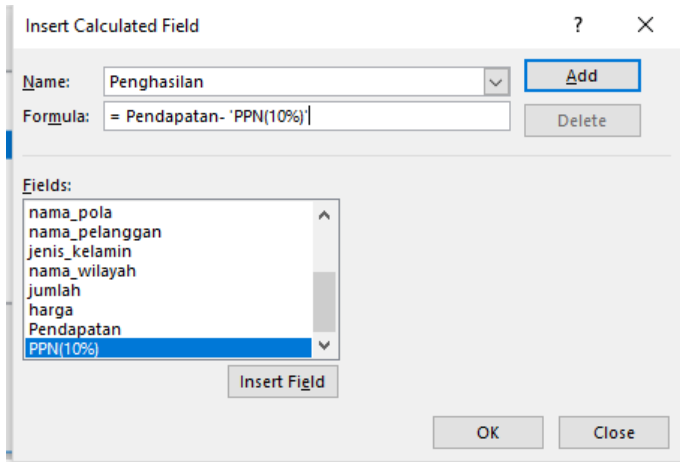 Insert Calculated Field ? ×
Name: Penghasilan Add
Formula: = Pendapatan- 'PPN(10%)' Delete
Fields:
nama_pola
nama_pelanggan
jenis_kelamin
nama_wilayah
jumlah
harga
Pendapatan
PPN(10%)
Insert Field
OK Close